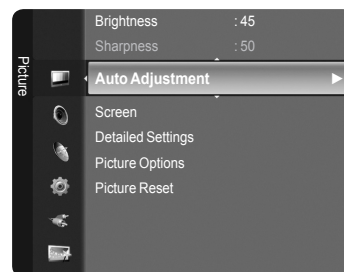 Picture
Brightness : 45
Sharpness : 50
Auto Adjustment
Screen
Detailed Settings
Picture Options
Picture Reset